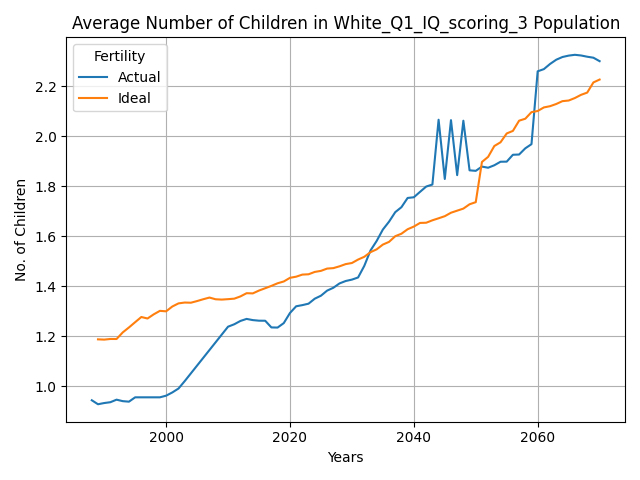 Average Number of Children in White_Q1_IQ_scoring_3 Population
Fertility
Actual
Ideal
No. of Children
2.2
2.0
1.8
1.6
1.4
1.2
1.0
2000
2020
2040
2060
Years